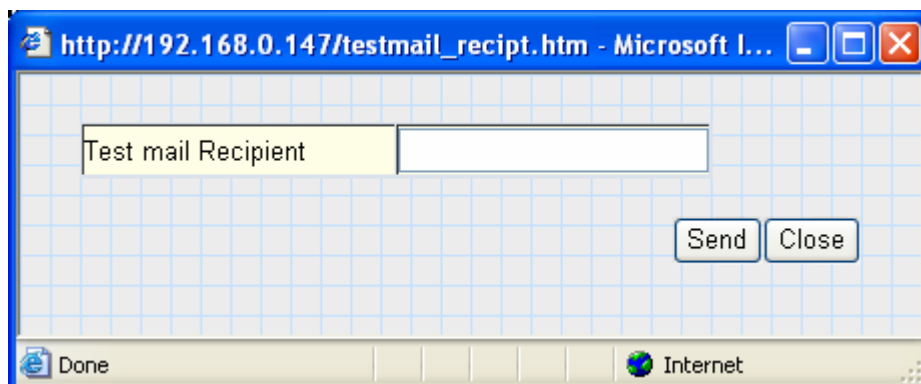 http://192.168.0.147/testmail_recipt.htm - Microsoft I...
Test mail Recipient
Send Close
Done Internet